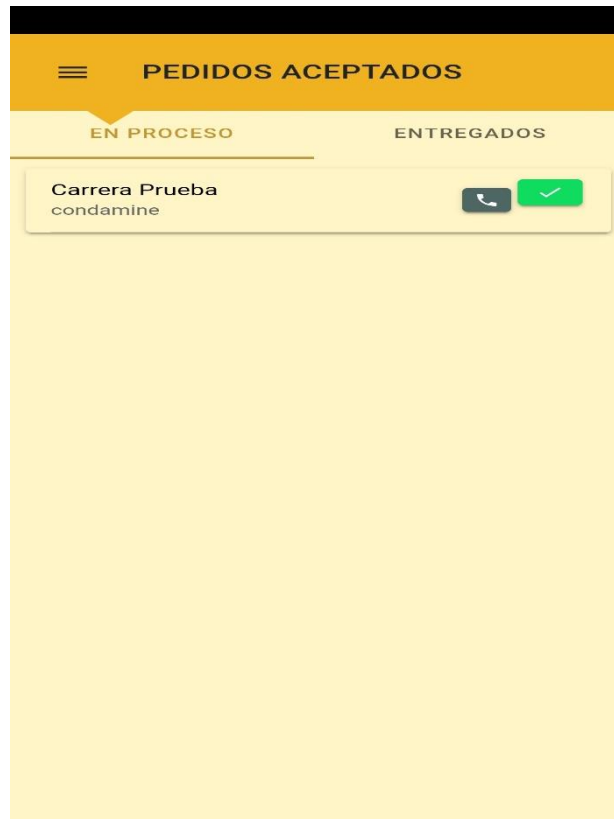 PEDIDOS ACEPTADOS
EN PROCESO
ENTREGADOS
Carrera Prueba
condamine